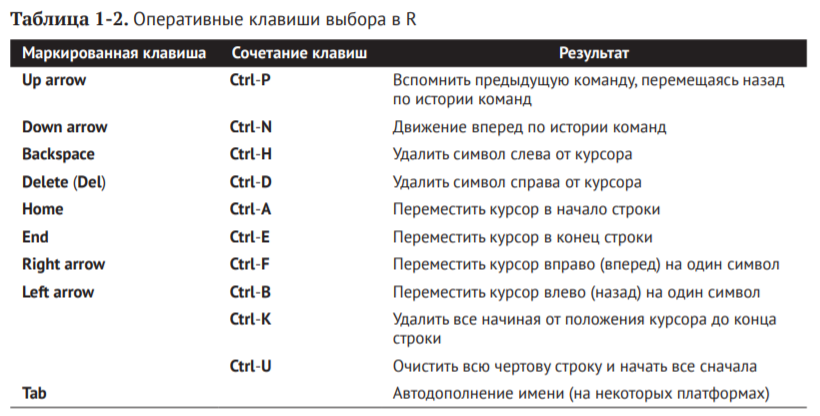 Таблица 1-2. Оперативные клавиши выбора в R
Маркированная клавиша Сочетание клавиш Результат
Up arrow Ctrl-P Вспомнить предыдущую команду, перемещаясь назад
по истории команд
Down arrow Ctrl-N Движение вперед по истории команд
Backspace Ctrl-H Удалить символ слева от курсора
Delete (Del) Ctrl-D Удалить символ справа от курсора
Home Ctrl-A Переместить курсор в начало строки
End Ctrl-E Переместить курсор в конец строки
Right arrow Ctrl-F Переместить курсор вправо (вперед) на один символ
Left arrow Ctrl-B Переместить курсор влево (назад) на один символ
Ctrl-K Удалить все начиная от положения курсора до конца
строки
Ctrl-U Очистить всю чертову строку и начать все сначала
Tab Автодополнение имени (на некоторых платформах)